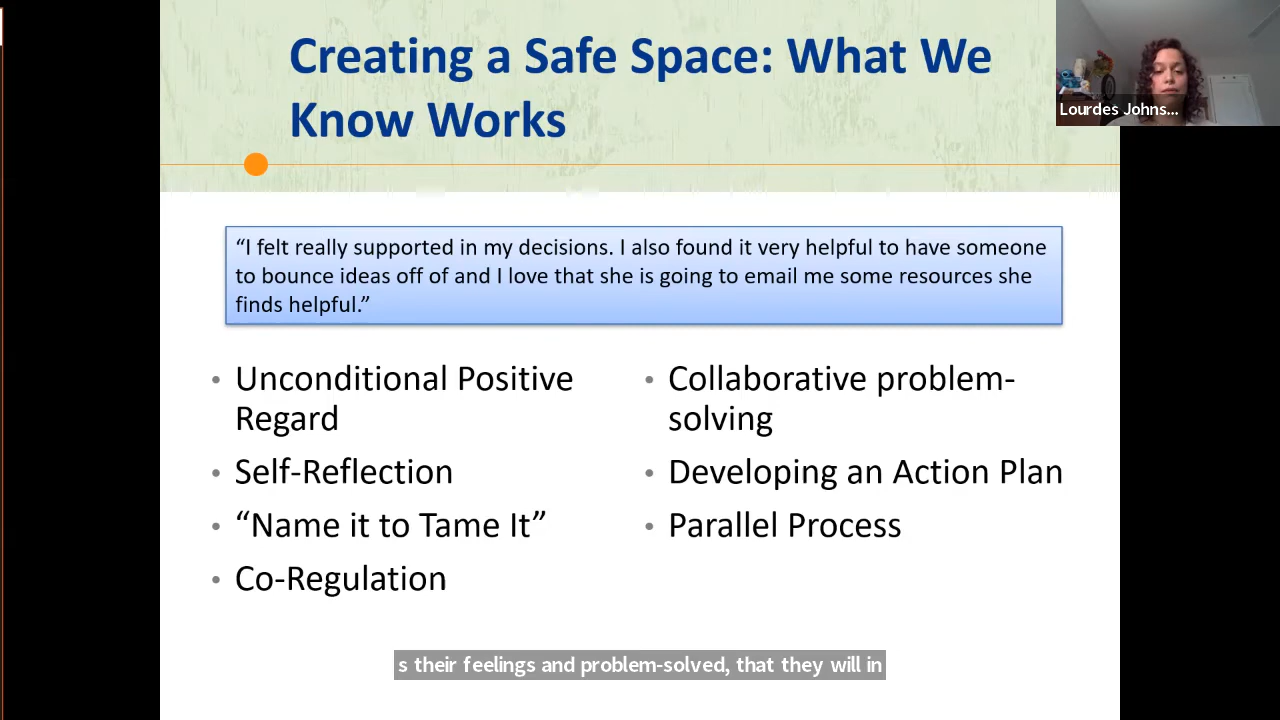 Creating a Safe Space: What We
Know Works
Lourdes Johns...
“I felt really supported in my decisions. I also found it very helpful to have someone
to bounce ideas off of and I love that she is going to email me some resources she
finds helpful.”
• Unconditional Positive
Regard
• Self-Reflection
• “Name it to Tame It”
• Co-Regulation
• Collaborative problem-
solving
• Developing an Action Plan
• Parallel Process
s their feelings and problem-solved, that they will in